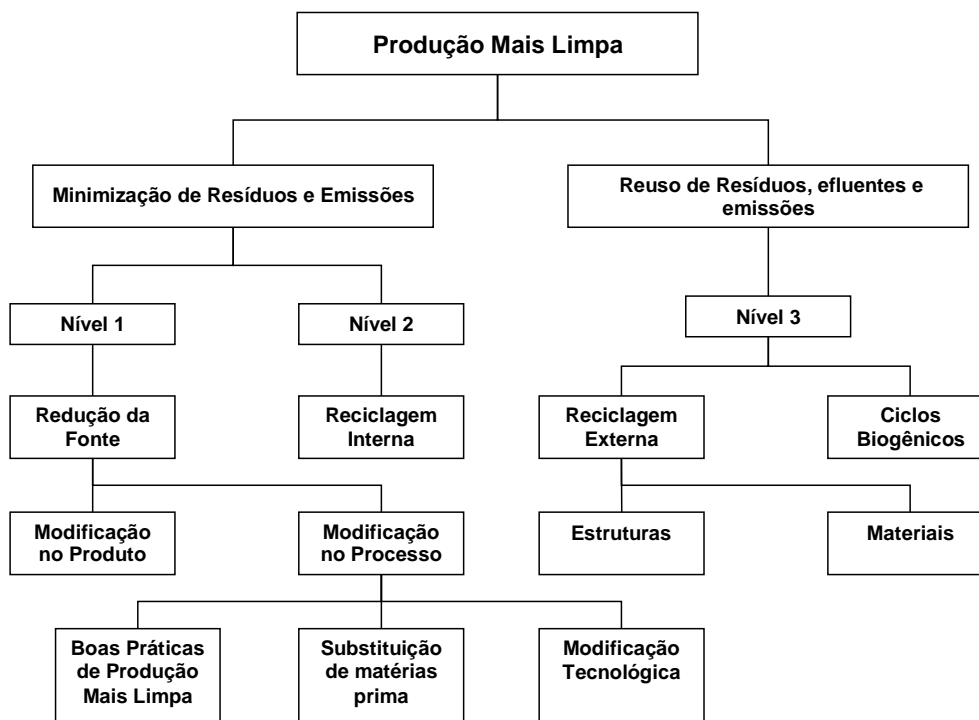 Produção Mais Limpa
Minimização de Resíduos e Emissões
Reuso de Resíduos, efluentes e
emissões
Nível 1
Nível 2
Nível 3
Redução da
Fonte
Reciclagem
Interna
Reciclagem
Externa
Ciclos
Biogênicos
Modificação
no Produto
Modificação
no Processo
Estruturas
Materiais
Boas Práticas
de Produção
Mais Limpa
Substituição
de matérias
prima
Modificação
Tecnológica